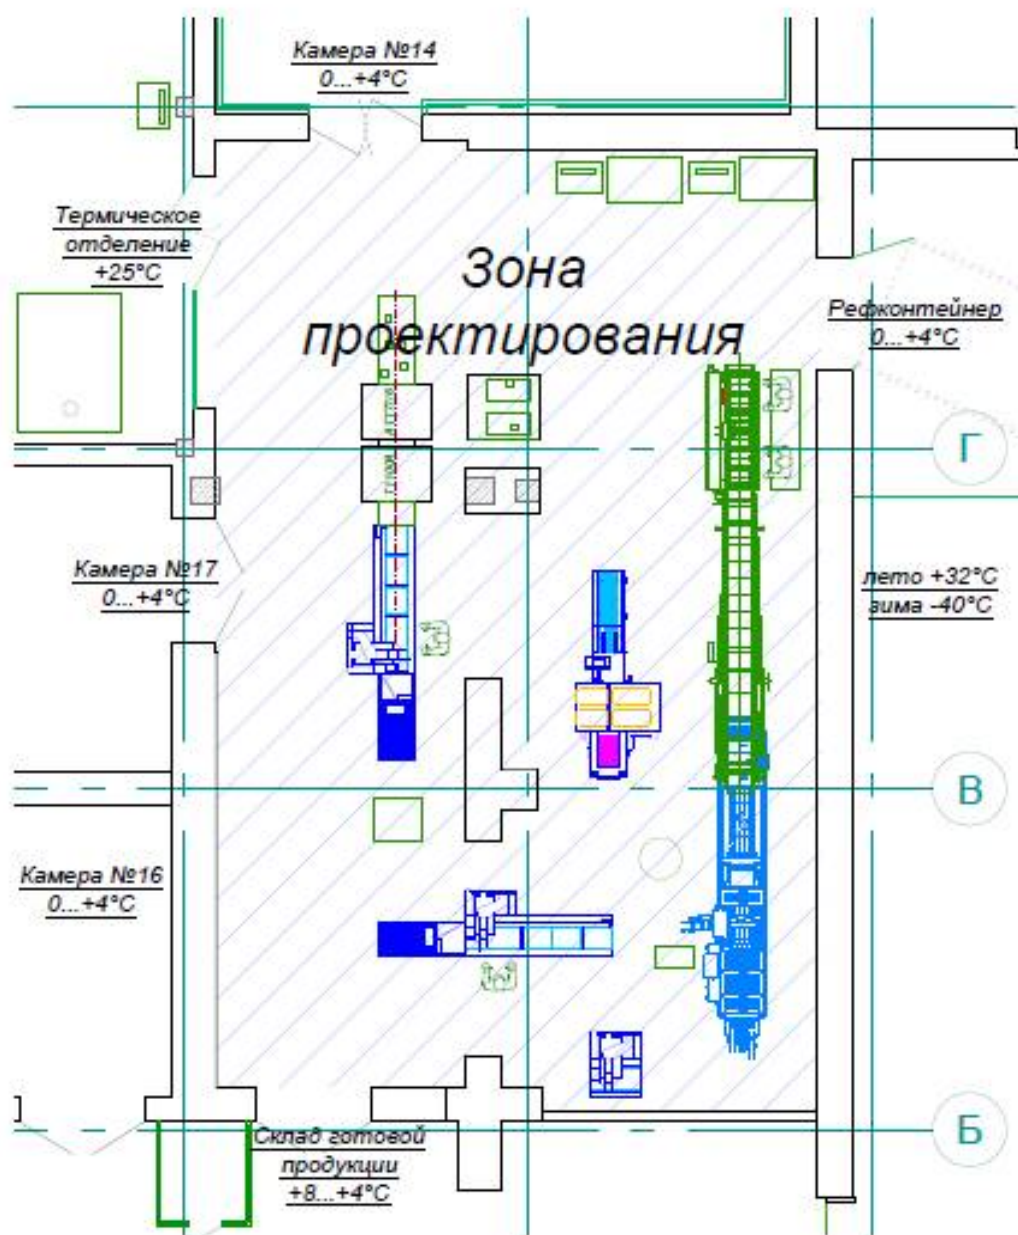 Камера №14
0...+4°C
Термическое
отделение
+25°C
Зона
проектирования
Рефконтейнер
0...+4°C
Г
Камера №17
0...+4°C
лето +32°C
зима -40°C
В
Камера №16
0...+4°C
Б
Склад готовой
продукции
+8...+4°C